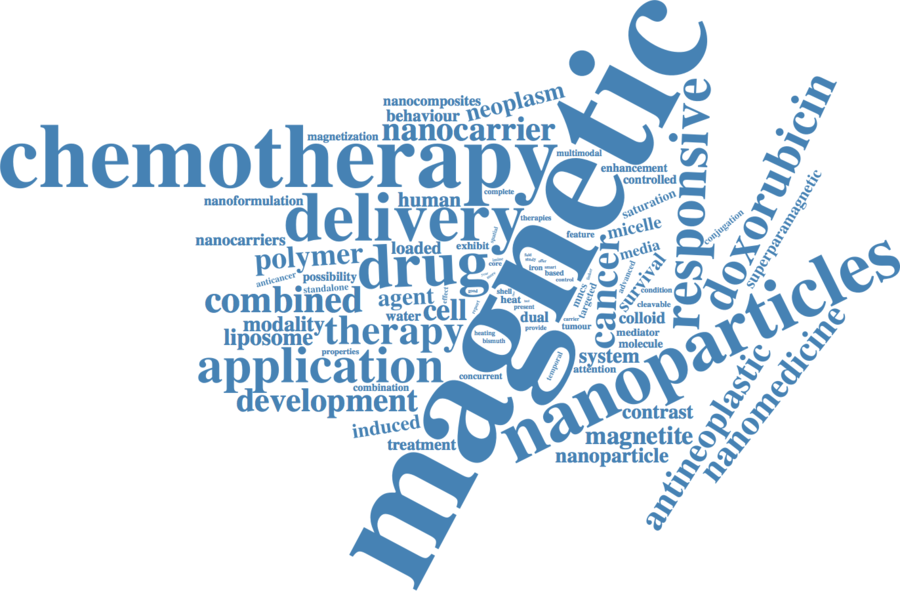 magnetic
nanocomposites
neoplasm
behaviour
nanocarrier
magnetization
chemotherapy
multimodal
enhancement
controlled
responsive
doxorubicin
superparamagnetic
complete
nanoformulation
human
delivery
therapies
saturation
feature
micelle
conjugation
nanocarriers
loaded
exhibit
spatial
polymer
drug
core
iron
based
control
cancer
media
survival
advanced
anticancer
possibility
standalone
combined
agent
effect
cell
water
shell
heat
present
mncs
targeted
condition
cleavable
nanoparticles
modality
liposome
therapy
heating
bismuth
dual
provide
carrier
tumour
colloid
mediator
molecule
properties
application
concurrent
temporal
system
attention
combination
development
induced
treatment
contrast
magnetite
nanoparticle
antineoplastic
nanomedicine